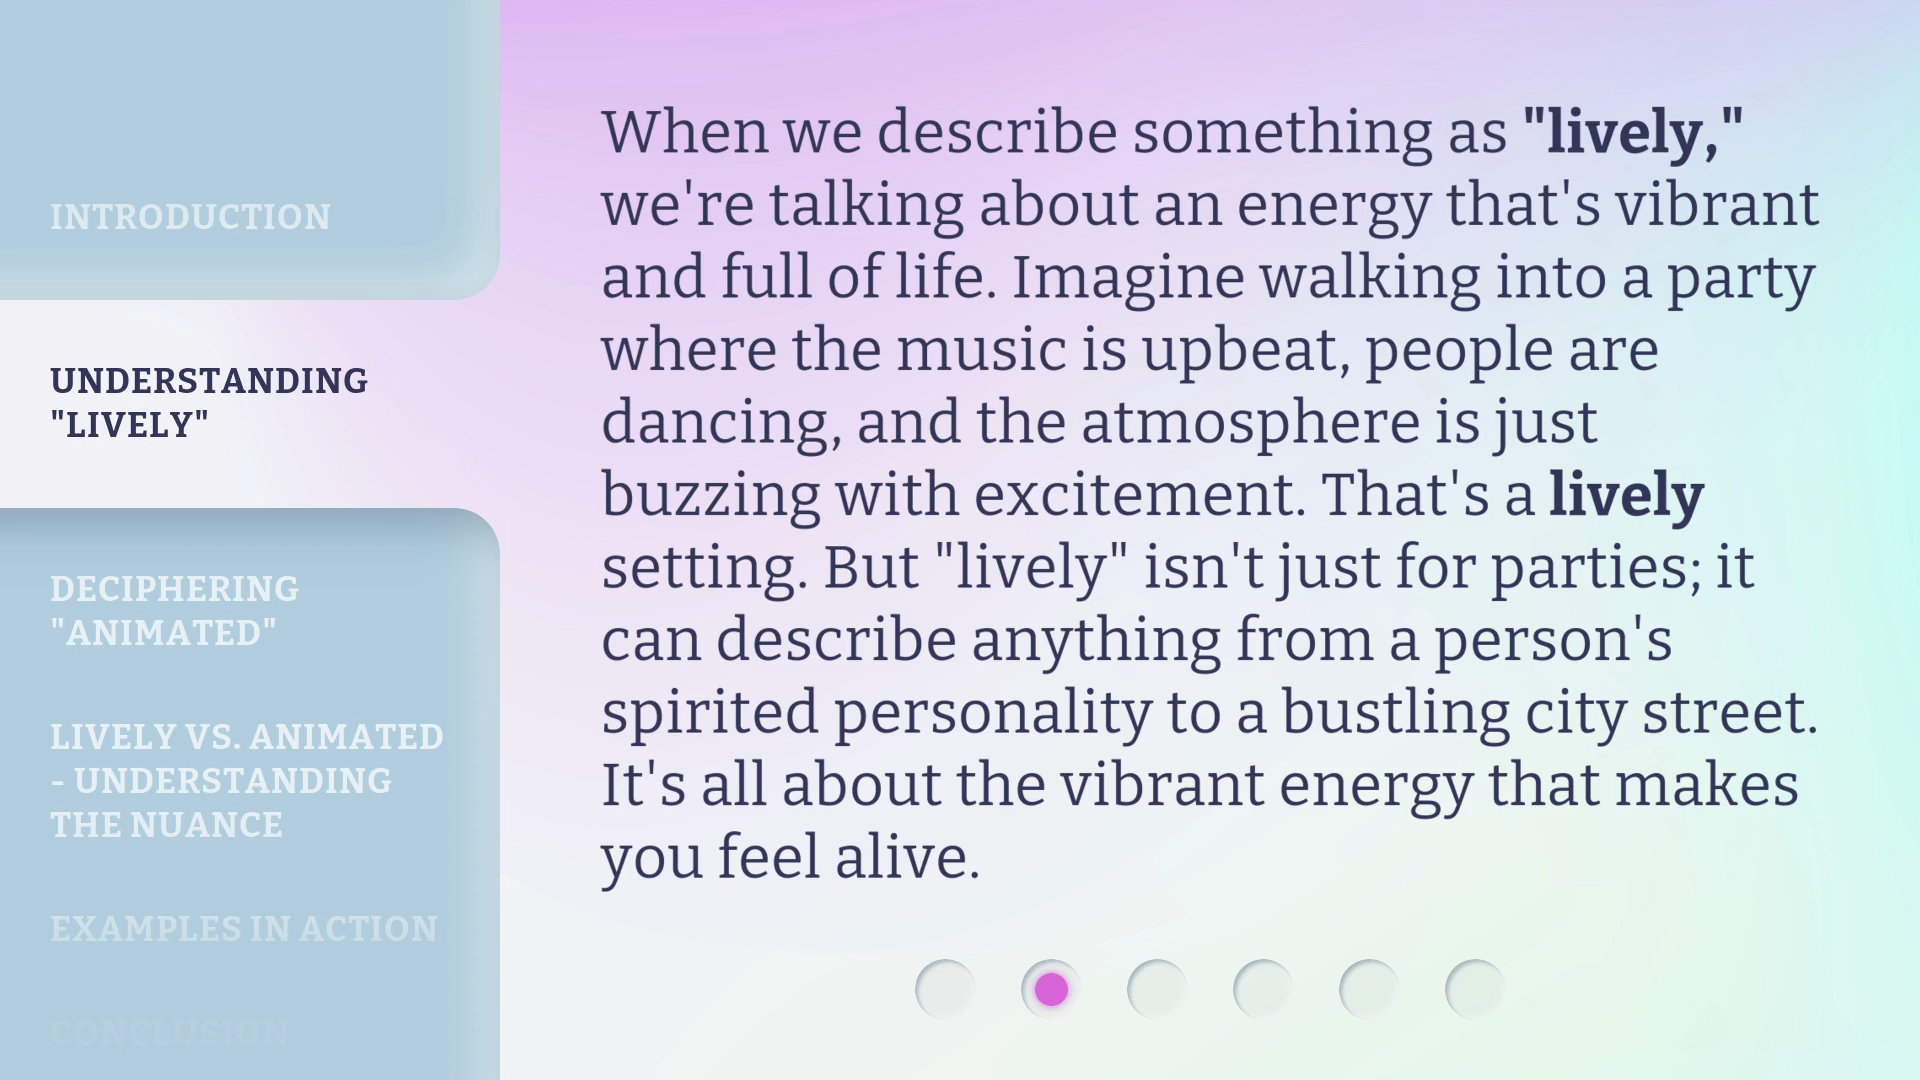 INTRODUCTION
UNDERSTANDING
"LIVELY"
DECIPHERING
"ANIMATED"
LIVELY VS. ANIMATED
- UNDERSTANDING
THE NUANCE
EXAMPLES IN ACTION
CONCLUSION
When we describe something as "lively,"
we're talking about an energy that's vibrant
and full of life. Imagine walking into a party
where the music is upbeat, people are
dancing, and the atmosphere is just
buzzing with excitement. That's a lively
setting. But "lively" isn't just for parties; it
can describe anything from a person's
spirited personality to a bustling city street.
It's all about the vibrant energy that makes
you feel alive.